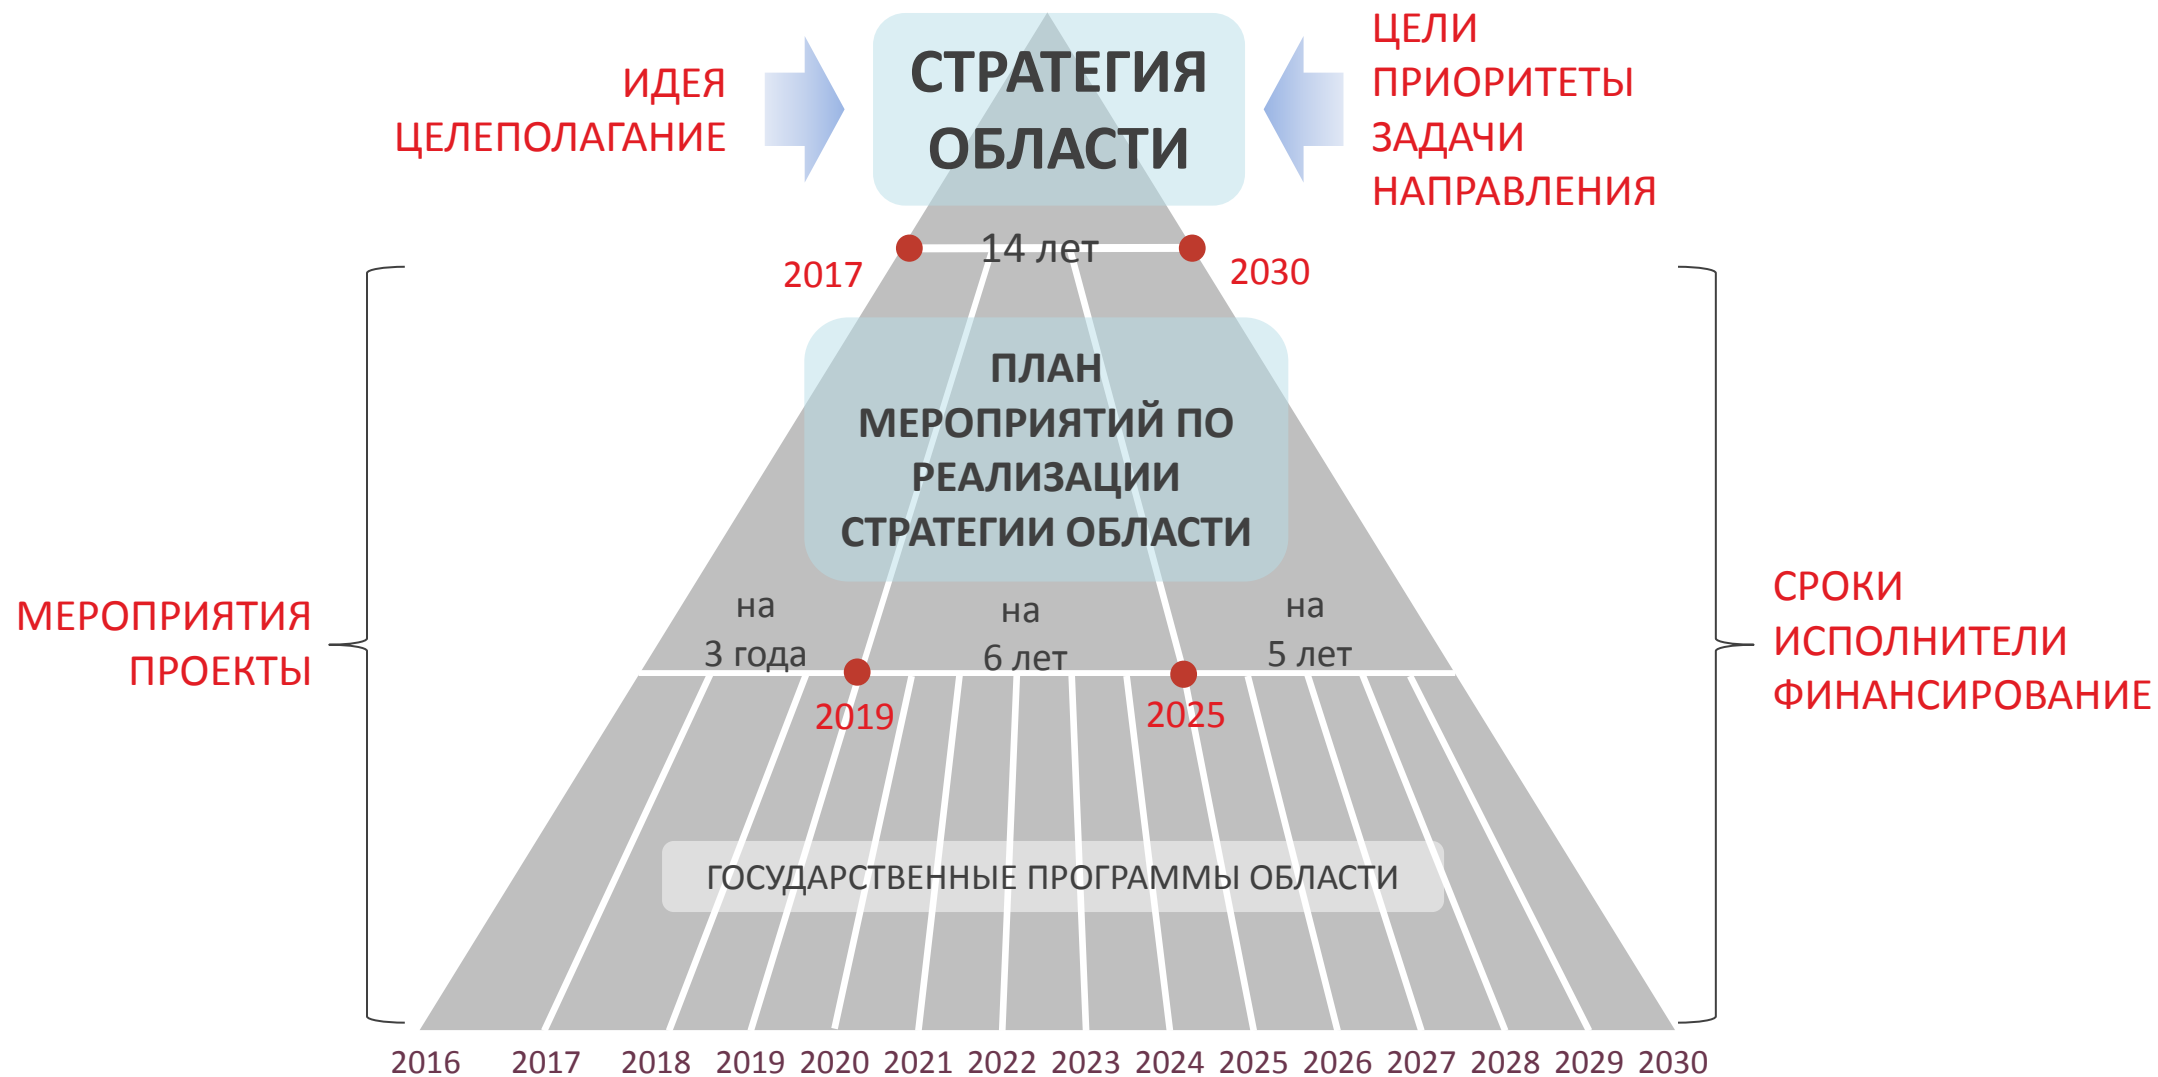 ИДЕЯ
ЦЕЛЕПОЛАГАНИЕ
СТРАТЕГИЯ
ОБЛАСТИ
ЦЕЛИ
ПРИОРИТЕТЫ
ЗАДАЧИ
НАПРАВЛЕНИЯ
2017
14 лет
2030
ПЛАН
МЕРОПРИЯТИЙ ПО
РЕАЛИЗАЦИИ
СТРАТЕГИИ ОБЛАСТИ
МЕРОПРИЯТИЯ
ПРОЕКТЫ
на
3 года
на
6 лет
на
5 лет
СРОКИ
ИСПОЛНИТЕЛИ
ФИНАНСИРОВАНИЕ
2019
2025
ГОСУДАРСТВЕННЫЕ ПРОГРАММЫ ОБЛАСТИ
2016 2017 2018 2019 2020 2021 2022 2023 2024 2025 2026 2027 2028 2029 2030